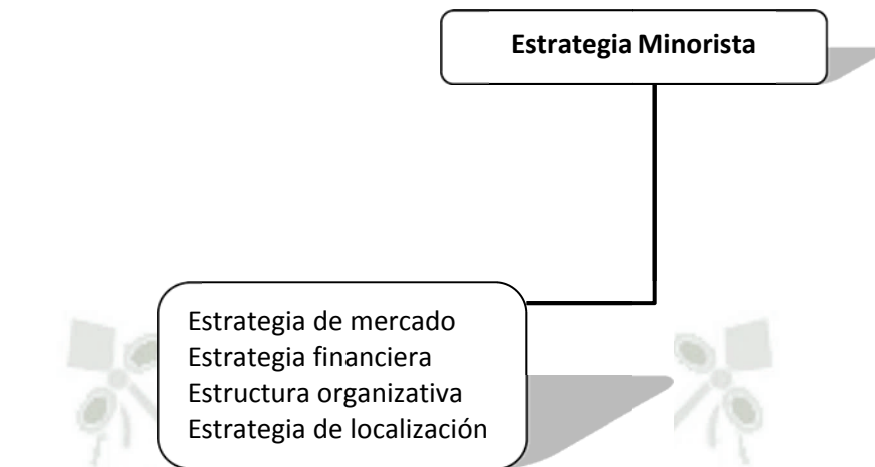 Estrategia Minorista
Estrategia de mercado
Estrategia financiera
Estructura organizativa
Estrategia de localización